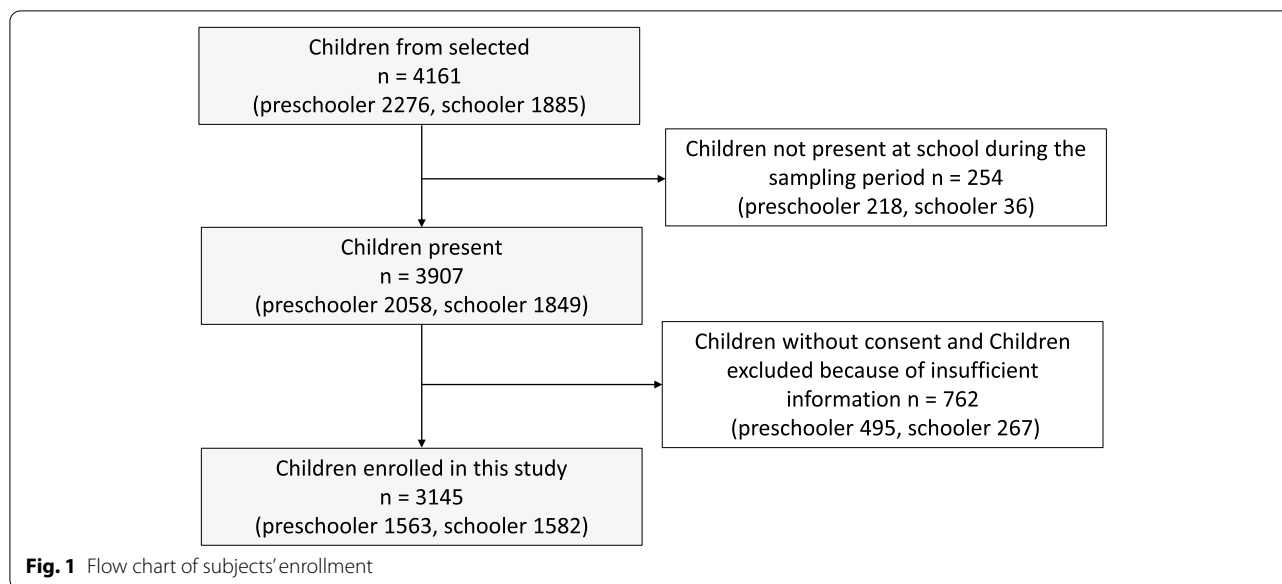 Children from selected
n = 4161
(preschooler 2276, schooler 1885)
Children not present at school during the
sampling period n = 254
(preschooler 218, schooler 36)
Children present
n = 3907
(preschooler 2058, schooler 1849)
Children without consent and Children
excluded because of insufficient
information n = 762
(preschooler 495, schooler 267)
Children enrolled in this study
n = 3145
(preschooler 1563, schooler 1582)
Fig. 1 Flow chart of subjects' enrollment